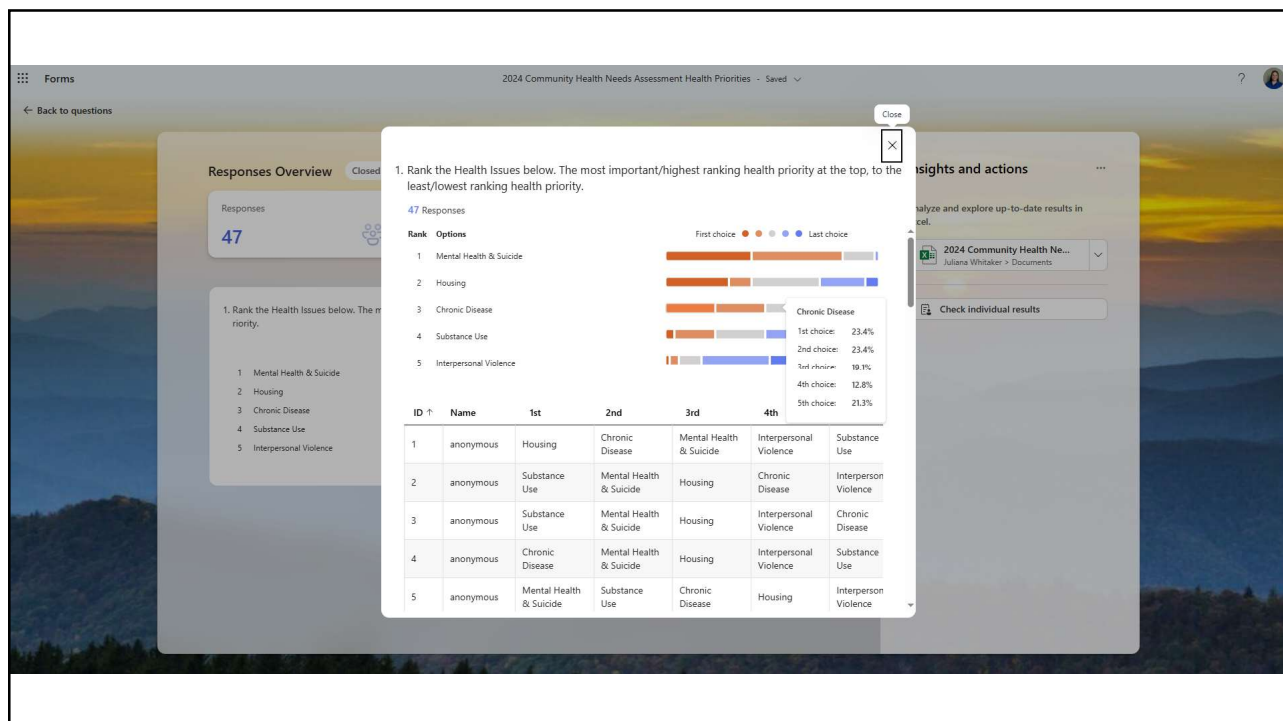 Forms
2024 Community Health Needs Assessment Health Priorities - Saved
?
← Back to questions
Close
Responses Overview
Closed
Responses
47
1. Rank the Health Issues below. The m
riority.
1 Mental Health & Suicide
2 Housing
3 Chronic Disease
4 Substance Use
5 Interpersonal Violence
1. Rank the Health Issues below. The most important/highest ranking health priority at the top, to the
least/lowest ranking health priority.
47 Responses
Rank Options First choice Last choice
1 Mental Health & Suicide
2 Housing
3 Chronic Disease
4 Substance Use
5 Interpersonal Violence
Chronic Disease
1st choice: 23.4%
2nd choice: 23.4%
3rd choice: 19.1%
4th choice: 12.8%
5th choice: 21.3%
ID ↑ Name 1st 2nd 3rd 4th
1 anonymous Housing Chronic Disease Mental Health & Suicide Interpersonal Violence Substance Use
2 anonymous Substance Use Mental Health & Suicide Housing Chronic Disease Interperson Violence
3 anonymous Substance Use Mental Health & Suicide Housing Interpersonal Violence Chronic Disease
4 anonymous Chronic Disease Mental Health & Suicide Housing Interpersonal Violence Substance Use
5 anonymous Mental Health & Suicide Substance Use Chronic Disease Housing Interperson Violence
nsights and actions
nalyze and explore up-to-date results in
cel.
2024 Community Health Ne...
Juliana Whitaker > Documents
Check individual results